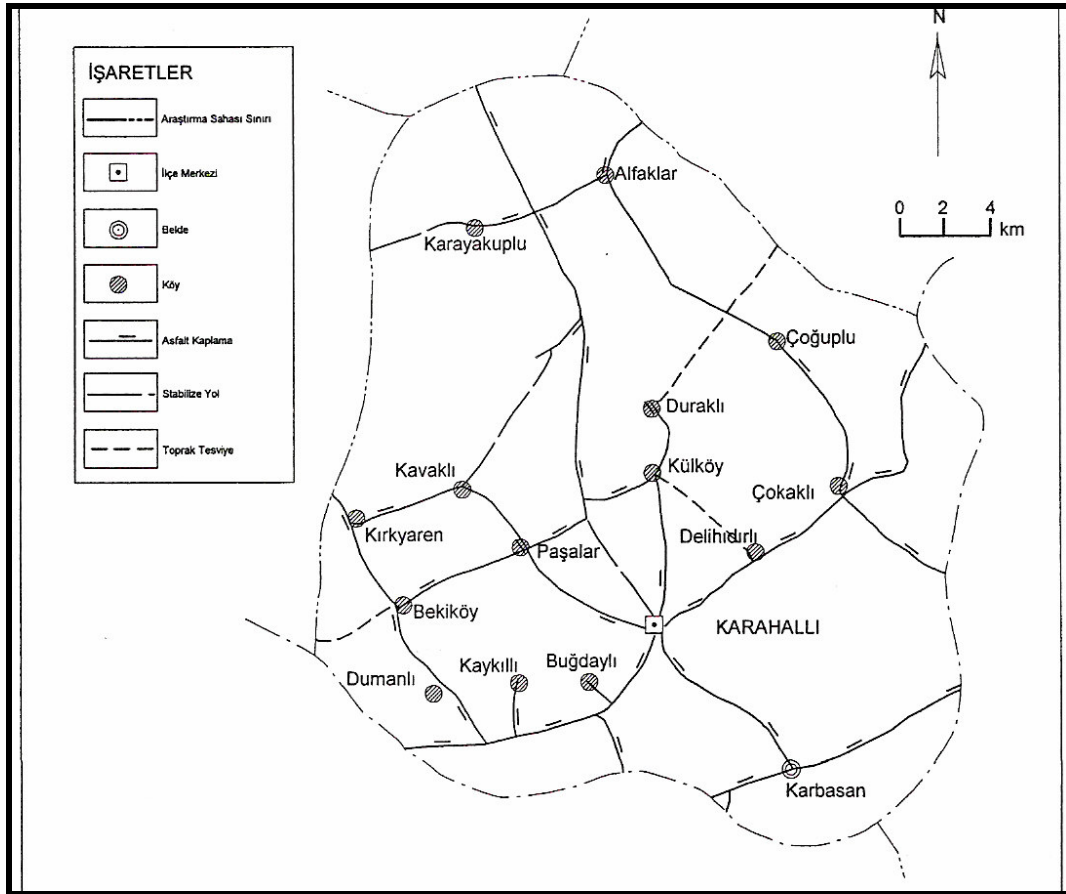 N
İŞARETLER
Araştırma Sahası Sınırı
İlçe Merkezi
Belde
Köy
Asfalt Kaplama
Stabilize Yol
Toprak Tesviye
0 2 4
km
Alfaklar
Karayakuplu
Çoğuplu
Duraklı
Külköy
Kavaklı
Çokaklı
Kırkyaren
Delihıdırlı
Paşalar
Bekiköy
KARAHALLI
Kaykıllı
Buğdaylı
Dumanlı
Karbasan